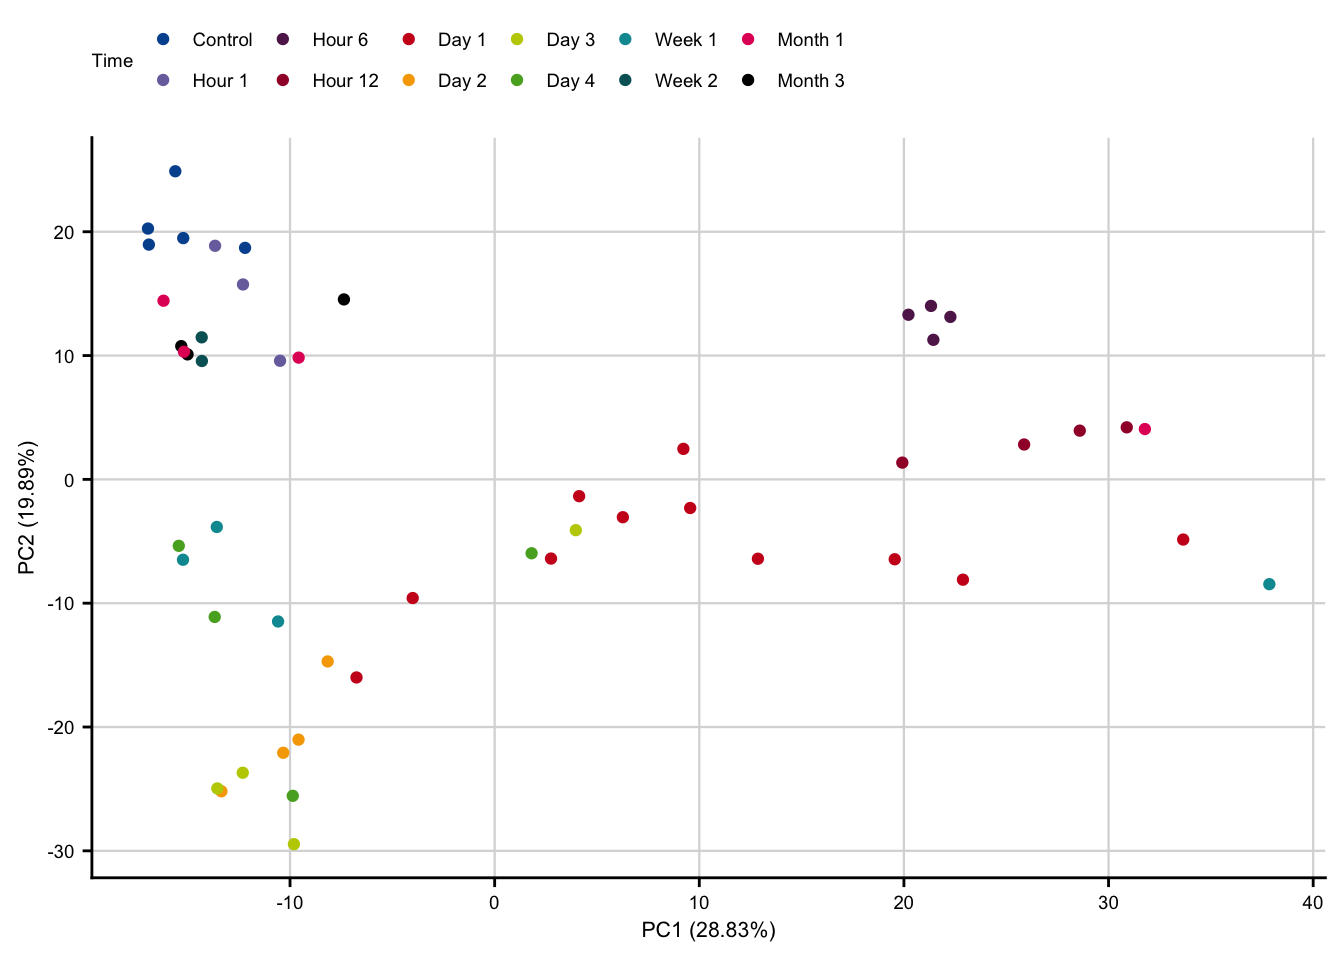 Time
Control Hour 6 Day 1 Day 3 Week 1 Month 1
Hour 1 Hour 12 Day 2 Day 4 Week 2 Month 3
20
10
0
-10
-20
-30
PC2 (19.89%)
-10 0 10 20 30 40
PC1 (28.83%)